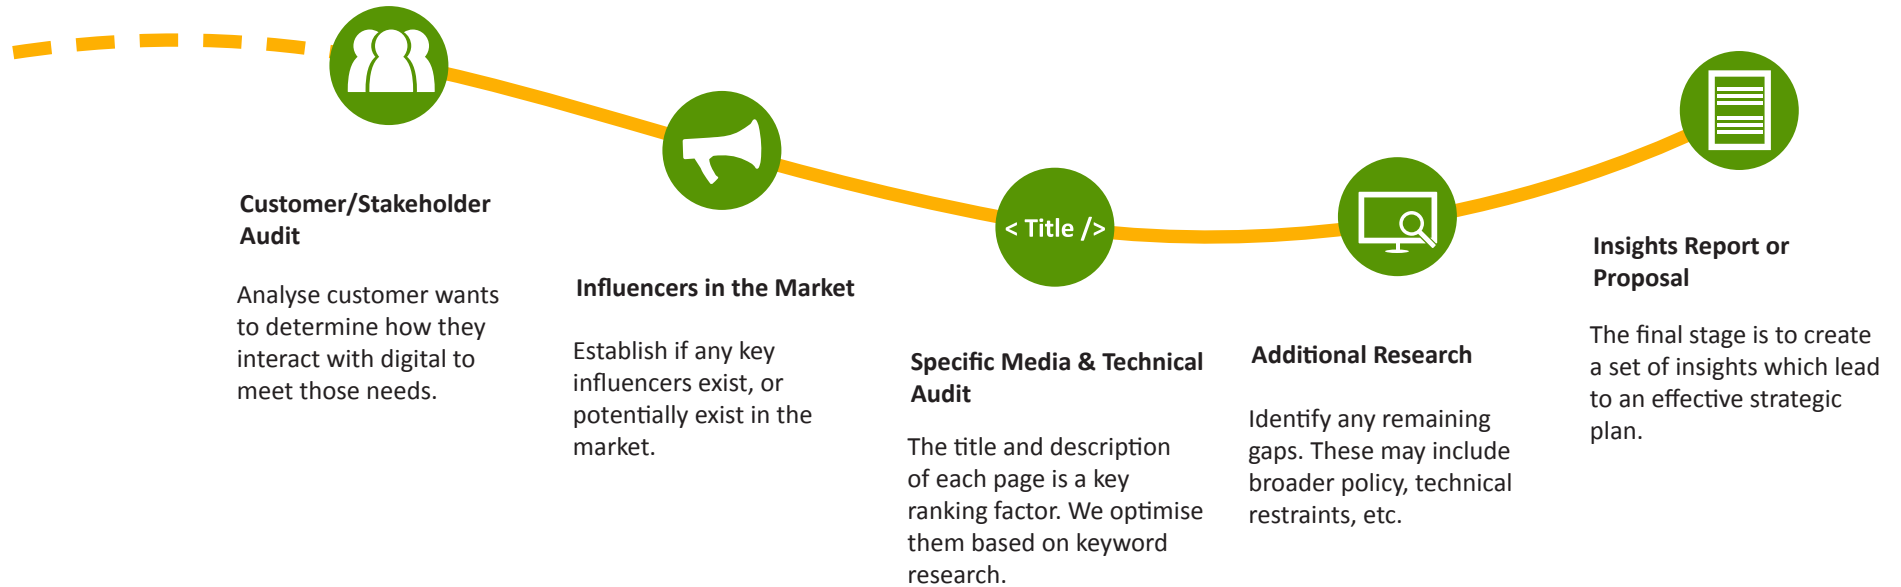 Customer/Stakeholder
Audit
Analyse customer wants
to determine how they
interact with digital to
meet those needs.
Influencers in the Market
Establish if any key
influencers exist, or
potentially exist in the
market.
< Title />
Specific Media & Technical
Audit
The title and description
of each page is a key
ranking factor. We optimise
them based on keyword
research.
Additional Research
Identify any remaining
gaps. These may include
broader policy, technical
restraints, etc.
Insights Report or
Proposal
The final stage is to create
a set of insights which lead
to an effective strategic
plan.